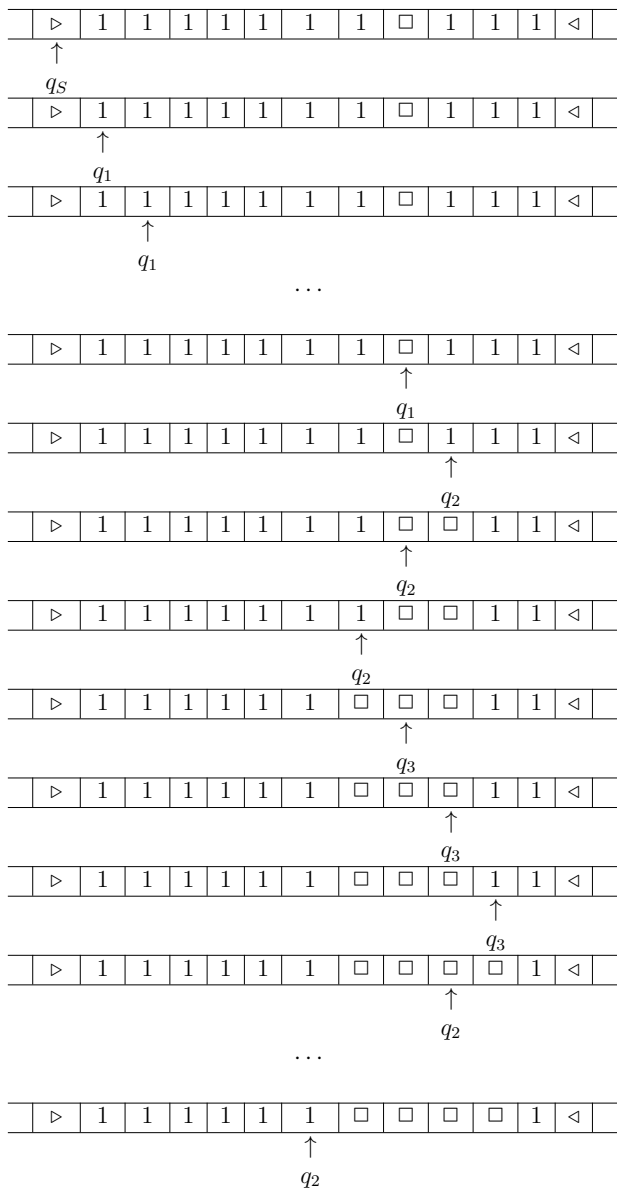 ▷ 1 1 1 1 1 1 1 □ 1 1 1 ◁
↑
q_S
▷ 1 1 1 1 1 1 1 □ 1 1 1 ◁
↑
q_1
▷ 1 1 1 1 1 1 1 □ 1 1 1 ◁
↑
q_1
...
▷ 1 1 1 1 1 1 1 □ 1 1 1 ◁
↑
q_1
▷ 1 1 1 1 1 1 1 □ 1 1 1 ◁
↑
q_2
▷ 1 1 1 1 1 1 1 □ □ 1 1 ◁
↑
q_2
▷ 1 1 1 1 1 1 1 □ □ 1 1 ◁
↑
q_2
▷ 1 1 1 1 1 1 □ □ □ 1 1 ◁
↑
q_3
▷ 1 1 1 1 1 1 □ □ □ 1 1 ◁
↑
q_3
▷ 1 1 1 1 1 1 □ □ □ 1 1 ◁
↑
q_3
▷ 1 1 1 1 1 1 □ □ □ □ 1 ◁
↑
q_2
...
▷ 1 1 1 1 1 1 □ □ □ □ 1 ◁
↑
q_2